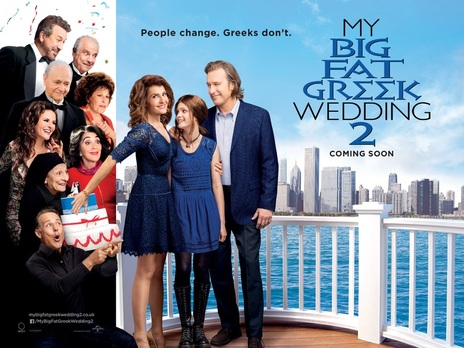 People change. Greeks don't.
MY
BIG
FAT
GREEK
WEDDING
2
COMING SOON
mybigfatgreekwedding2.co.uk
/MyBigFatGreekWedding2